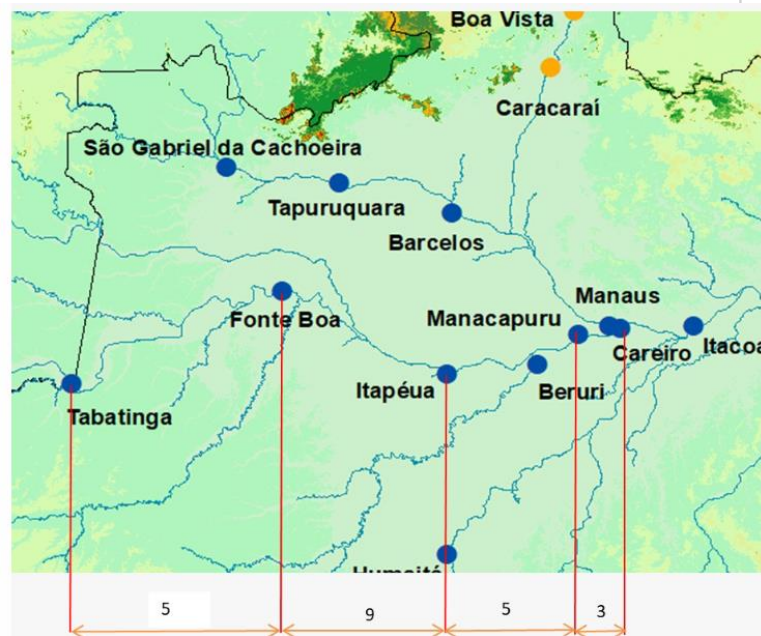 Boa Vista
Caracaraí
São Gabriel da Cachoeira
Tapuruquara
Barcelos
Fonte Boa
Manacapuru
Manaus
Careiro
Itacoa
Itapéua
Beruri
Tabatinga
5
9
5
3